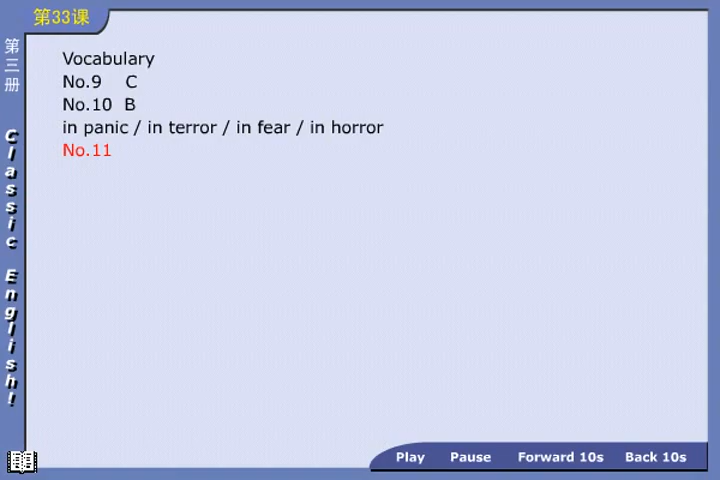 第33课
第三册
Classic English!
Vocabulary
No.9 C
No.10 B
in panic / in terror / in fear / in horror
No.11
Play Pause Forward 10s Back 10s